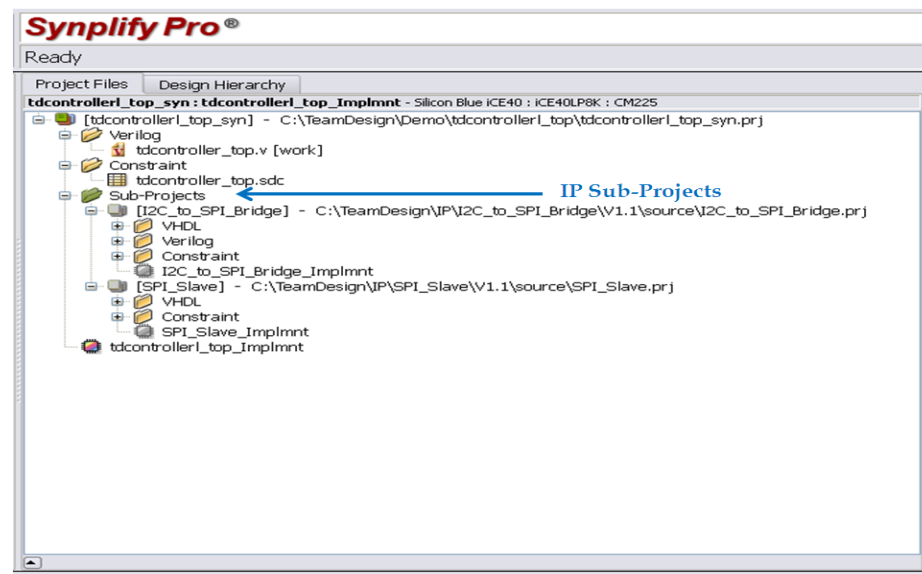 Synplify Pro®
Ready
Project Files Design Hierarchy
tdcontrollerl_top_syn : tdcontrollerl_top_Implmnt - Silicon Blue iCE40 : iCE40LP8K : CM225
[tdcontrollerl_top_syn] - C:\TeamDesign\Demo\tdcontrollerl_top\tdcontrollerl_top_syn.prj
Verilog
tdcontroller_top.v [work]
Constraint
tdcontroller_top.sdc
Sub-Projects IP Sub-Projects
[I2C_to_SPI_Bridge] - C:\TeamDesign\IP\I2C_to_SPI_Bridge\V1.1\source\I2C_to_SPI_Bridge.prj
VHDL
Verilog
Constraint
I2C_to_SPI_Bridge_Implmnt
[SPI_Slave] - C:\TeamDesign\IP\SPI_Slave\V1.1\source\SPI_Slave.prj
VHDL
Constraint
SPI_Slave_Implmnt
tdcontrollerl_top_Implmnt